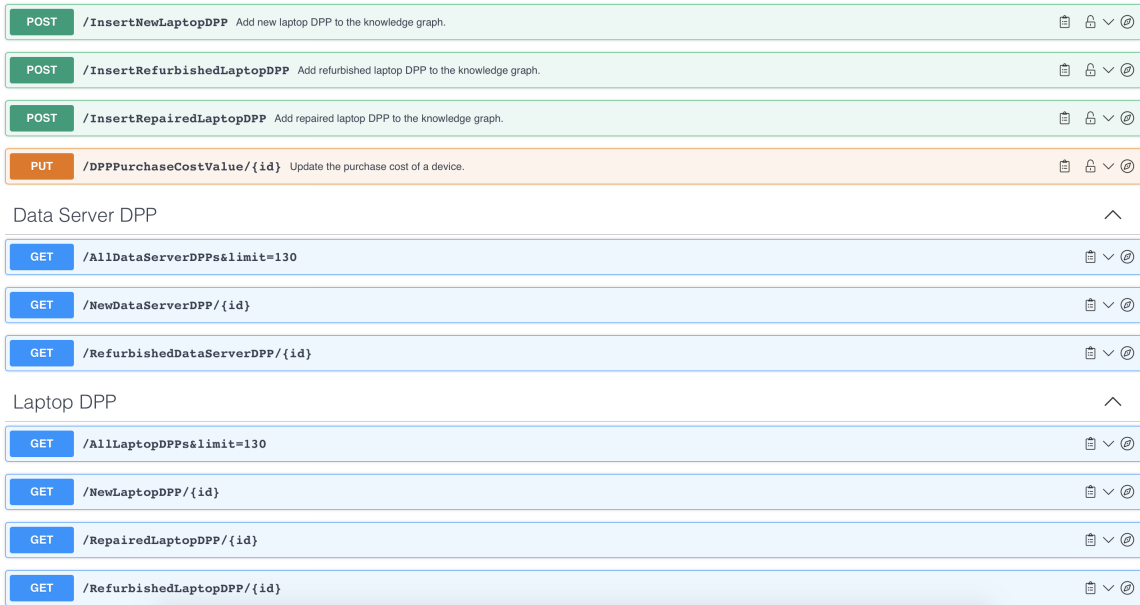 POST /InsertNewLaptopDPP Add new laptop DPP to the knowledge graph.
POST /InsertRefurbishedLaptopDPP Add refurbished laptop DPP to the knowledge graph.
POST /InsertRepairedLaptopDPP Add repaired laptop DPP to the knowledge graph.
PUT /DPPPurchaseCostValue/{id} Update the purchase cost of a device.
Data Server DPP
GET /AllDataServerDPPs&limit=130
GET /NewDataServerDPP/{id}
GET /RefurbishedDataServerDPP/{id}
Laptop DPP
GET /AllLaptopDPPs&limit=130
GET /NewLaptopDPP/{id}
GET /RepairedLaptopDPP/{id}
GET /RefurbishedLaptopDPP/{id}